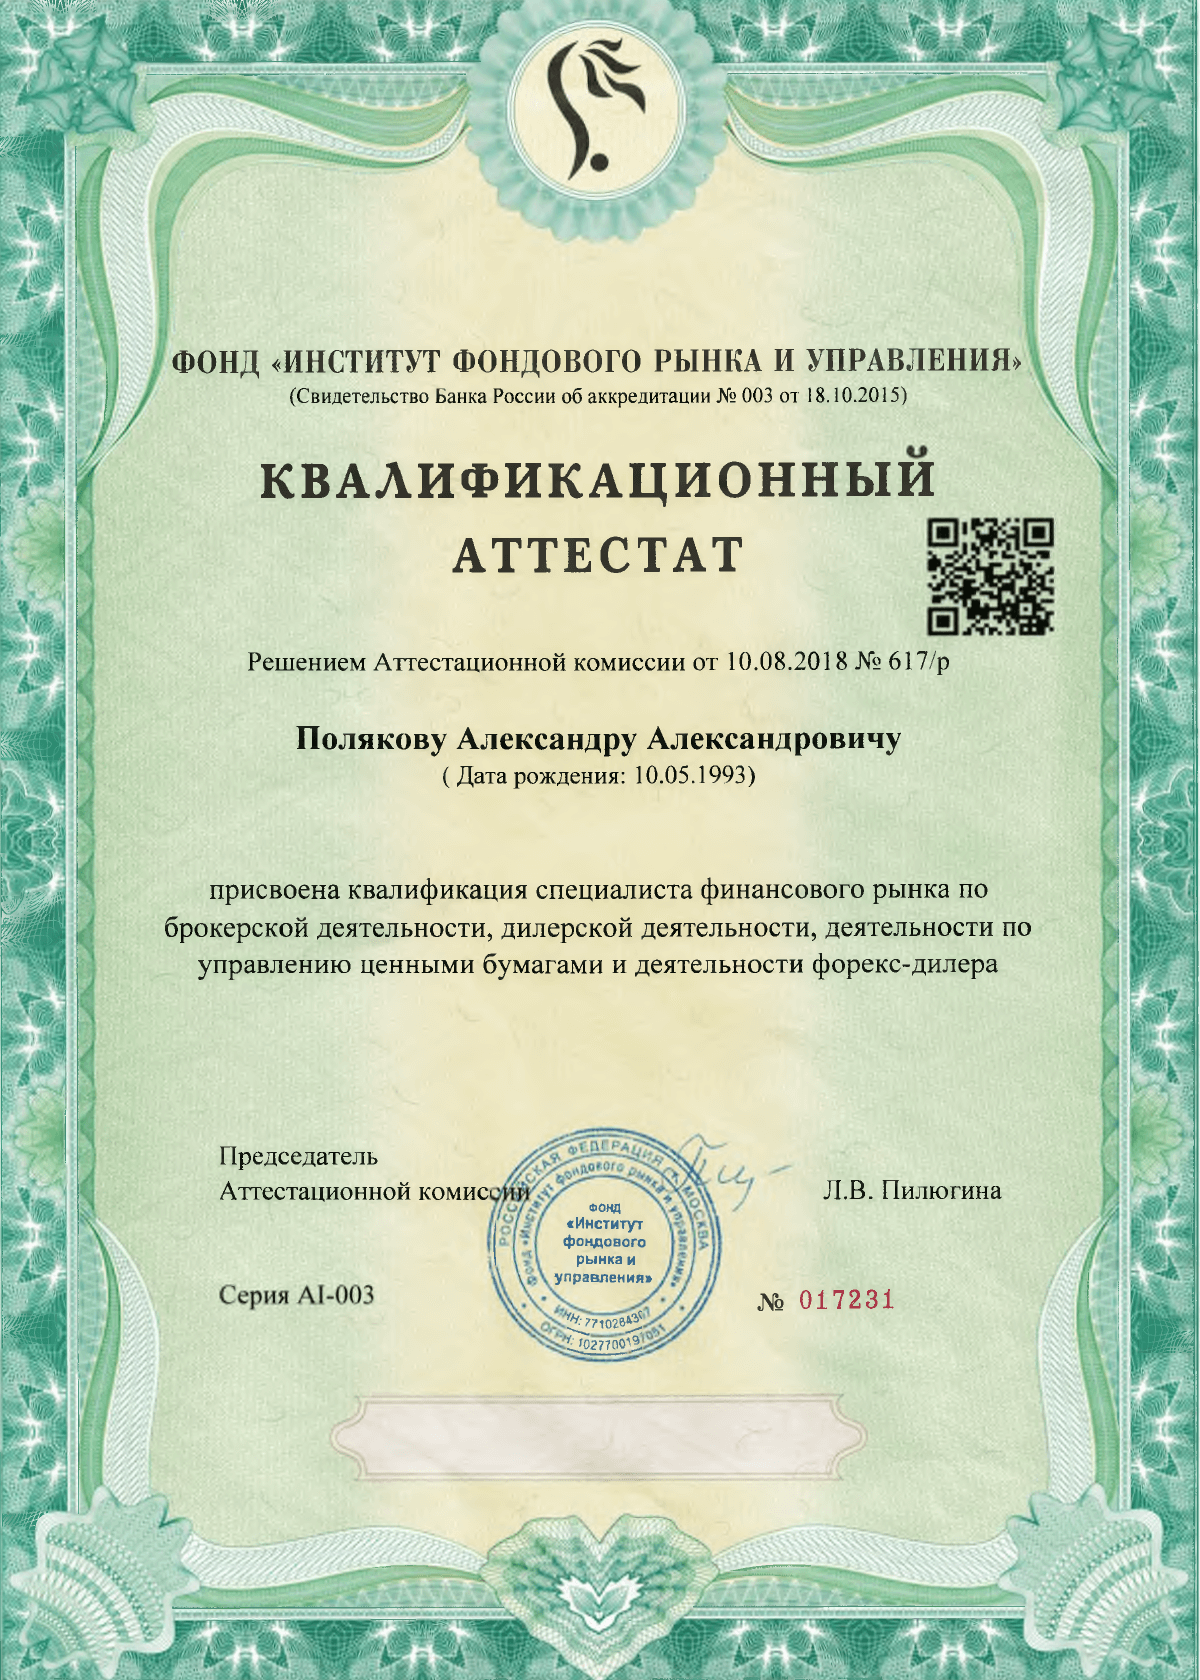 ФОНД «ИНСТИТУТ ФОНДОВОГО РЫНКА И УПРАВЛЕНИЯ»
(Свидетельство Банка России об аккредитации № 003 от 18.10.2015)
КВАЛИФИКАЦИОННЫЙ
АТТЕСТАТ
Решением Аттестационной комиссии от 10.08.2018 № 617/р
Полякову Александру Александровичу
( Дата рождения: 10.05.1993)
присвоена квалификация специалиста финансового рынка по
брокерской деятельности, дилерской деятельности, деятельности по
управлению ценными бумагами и деятельности форекс-дилера
Председатель
Аттестационной комиссии
Л.В. Пилюгина
РОССИЙСКАЯ ФЕДЕРАЦИЯ г. МОСКВА
Фонд «Институт фондового рынка и управления»
ФОНД
«Институт
фондового
рынка и
управления»
ИНН: 7710284307
ОГРН: 1027700197051
Серия AI-003
№ 017231